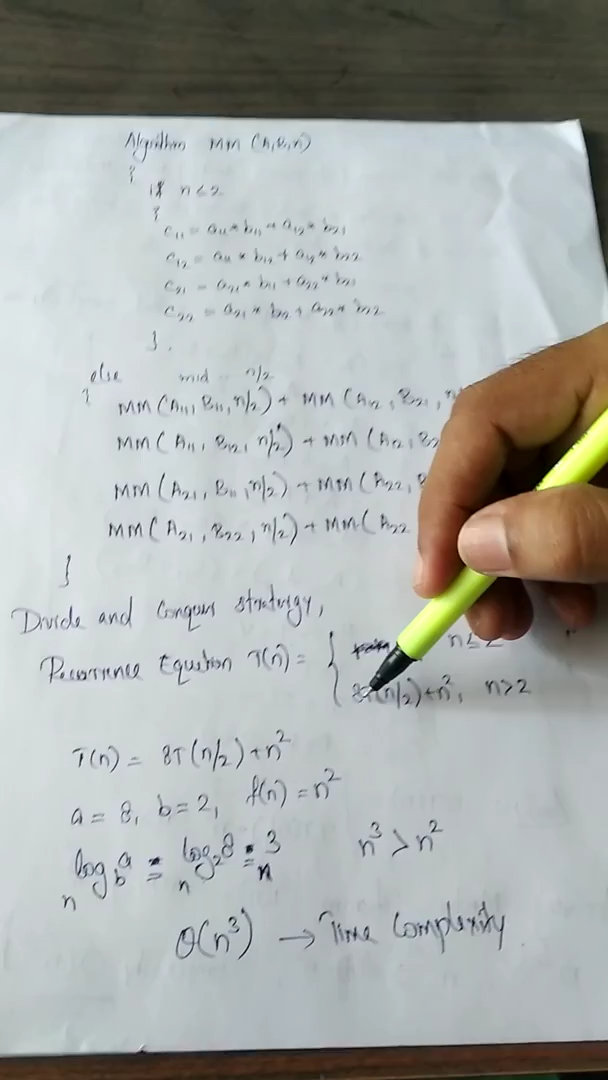 Algorithm MM (A,B,n)
{
if n≤2
{
c11 = a11 * b11 + a12 * b21
c12 = a11 * b12 + a12 * b22
c21 = a21 * b11 + a22 * b21
c22 = a21 * b12 + a22 * b22
}.
else mid = n/2
{ MM (A11, B11, n/2) + MM (A12, B21, n/
MM (A11, B12, n/2) + MM (A12, B2
MM (A21, B11, n/2) + MM (A22, B
MM (A21, B22, n/2) + MM (A22
}
Divide and Conquer strategy,
Recurrence Equation T(n) = { n≤2
8T(n/2)+n², n>2
T(n) = 8T(n/2)+n²
a = 8, b = 2, f(n) = n²
n^log_b a = n^log_2 8 = n^3 n³ > n²
θ(n³) → Time Complexity